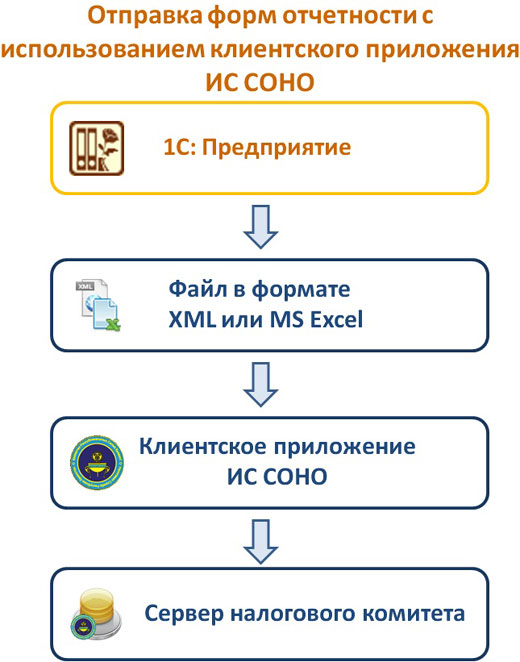 Отправка форм отчетности с
использованием клиентского приложения
ИС СОНО
1С: Предприятие
XML
Файл в формате
XML или MS Excel
Клиентское приложение
ИС СОНО
Сервер налогового комитета